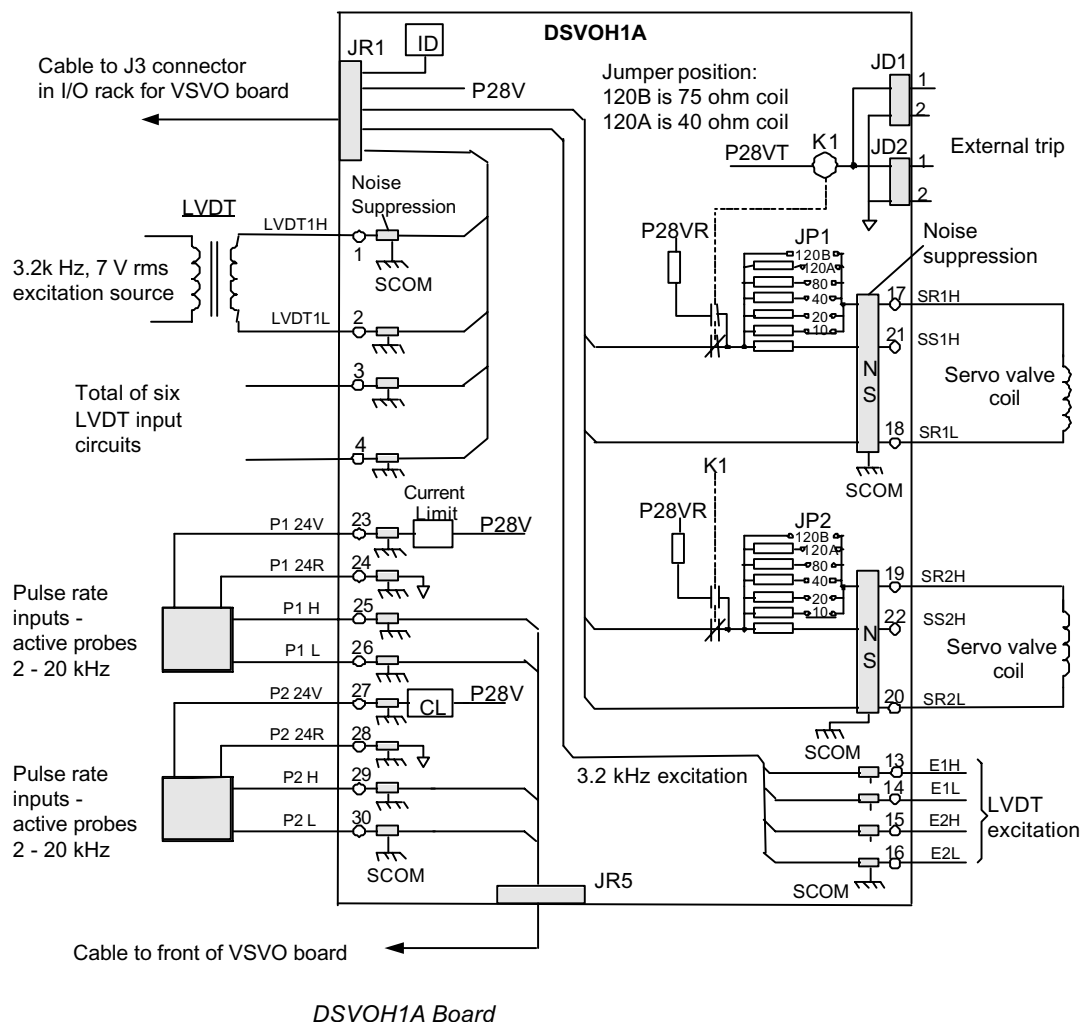 DSVOH1A
ID
JR1
Cable to J3 connector
in I/O rack for VSVO board
P28V
Jumper position:
120B is 75 ohm coil
120A is 40 ohm coil
JD1
1
2
JD2
1
2
External trip
K1
P28VT
Noise
Suppression
LVDT
LVDT1H
1
SCOM
3.2k Hz, 7 V rms
excitation source
LVDT1L
2
3
Total of six
LVDT input
circuits
4
P28VR
JP1
120B
120A
80
40
20
10
Noise
suppression
17
SR1H
21
SS1H
N
S
Servo valve
coil
18
SR1L
SCOM
K1
P28VR
JP2
120B
120A
80
40
20
10
19
SR2H
22
SS2H
N
S
Servo valve
coil
20
SR2L
SCOM
Current
Limit
P1 24V
23
P28V
P1 24R
24
Pulse rate
inputs -
active probes
2 - 20 kHz
P1 H
25
P1 L
26
P2 24V
27
CL
P28V
P2 24R
28
Pulse rate
inputs -
active probes
2 - 20 kHz
P2 H
29
P2 L
30
SCOM
3.2 kHz excitation
13
E1H
14
E1L
15
E2H
16
E2L
LVDT
excitation
SCOM
JR5
Cable to front of VSVO board
DSVOH1A Board